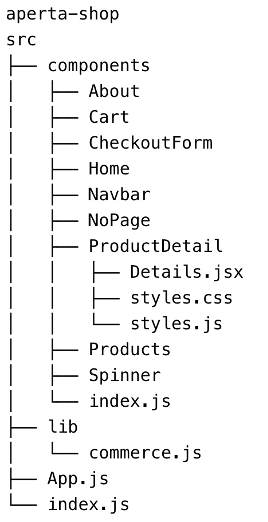 aperta-shop
src
├── components
│   ├── About
│   ├── Cart
│   ├── CheckoutForm
│   ├── Home
│   ├── Navbar
│   ├── NoPage
│   ├── ProductDetail
│   │   ├── Details.jsx
│   │   ├── styles.css
│   │   └── styles.js
│   ├── Products
│   ├── Spinner
│   └── index.js
├── lib
│   └── commerce.js
├── App.js
└── index.js